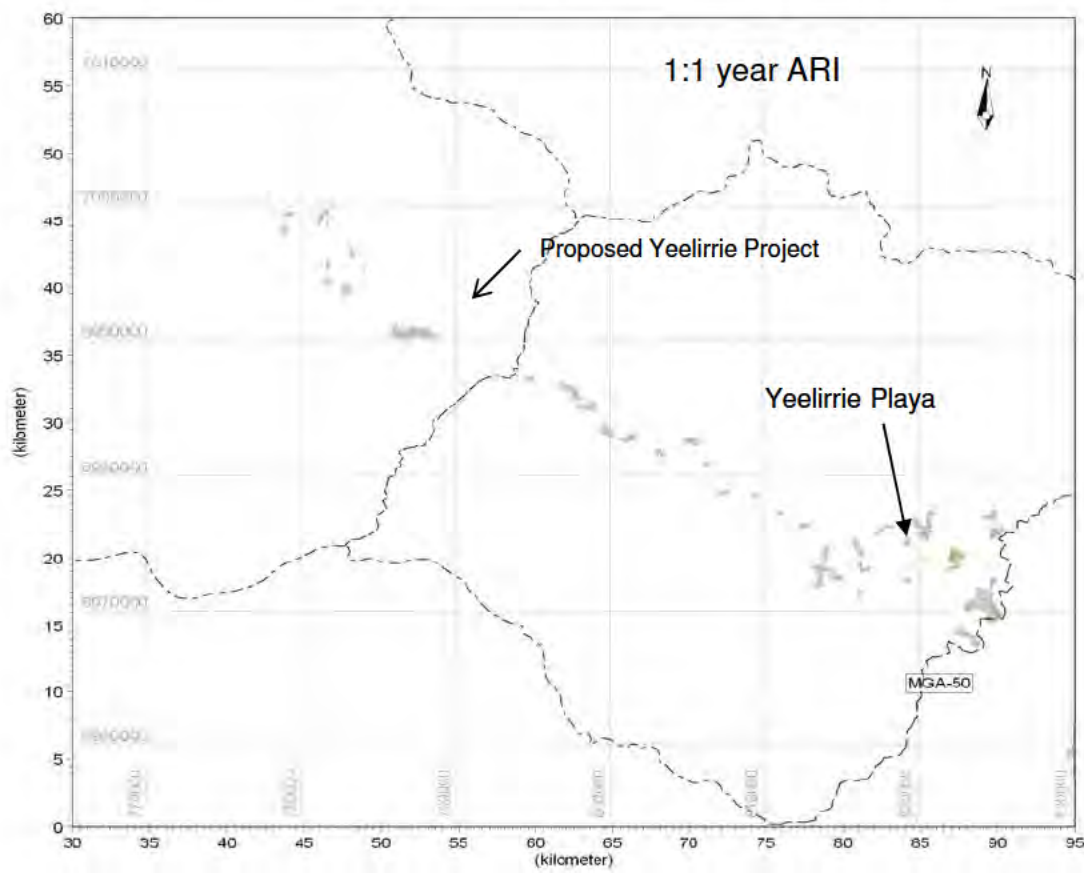 60
1:1 year ARI
N
55
50
45
Proposed Yeelirrie Project
40
35
(kilometer)
30
Yeelirrie Playa
25
20
15
MGA-50
10
5
0
30 35 40 45 50 55 60 65 70 75 80 85 90 95
(kilometer)